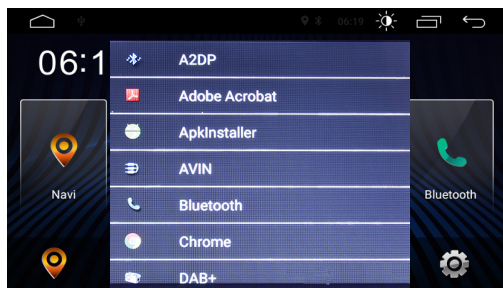 06:19
06:1
A2DP
Adobe Acrobat
ApkInstaller
AVIN
Bluetooth
Chrome
DAB+
Navi
Bluetooth